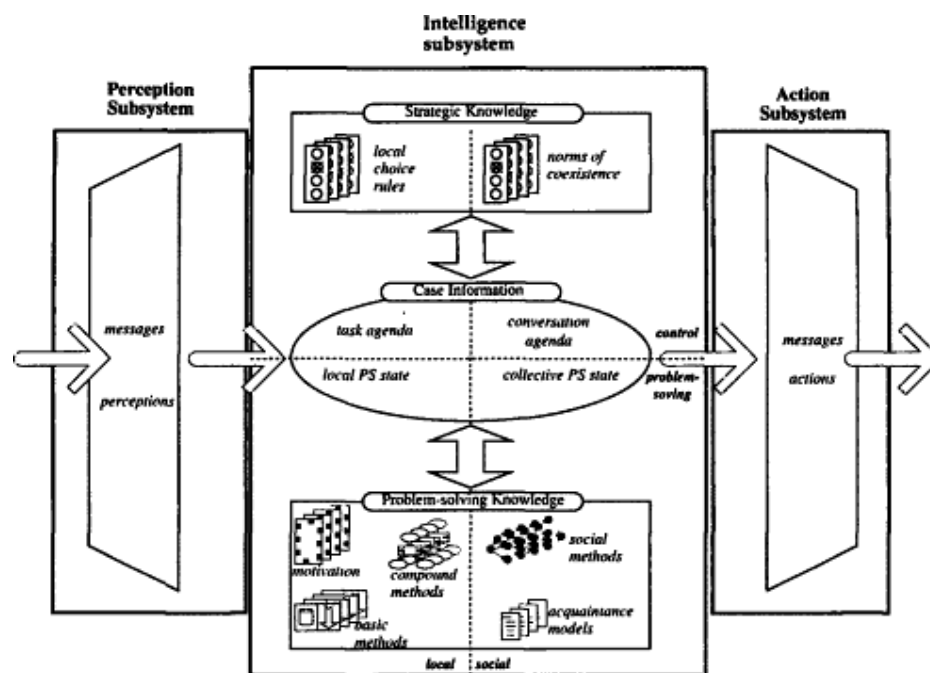 Intelligence
subsystem
Perception
Subsystem
Action
Subsystem
Strategic Knowledge
local
choice
rules
norms of
coexistence
Case Information
task agenda
conversation
agenda
control
local PS state
collective PS state
problem-
soving
messages
perceptions
messages
actions
Problem-solving Knowledge
motivation
compound
methods
social
methods
basic
methods
acquaintance
models
local
social